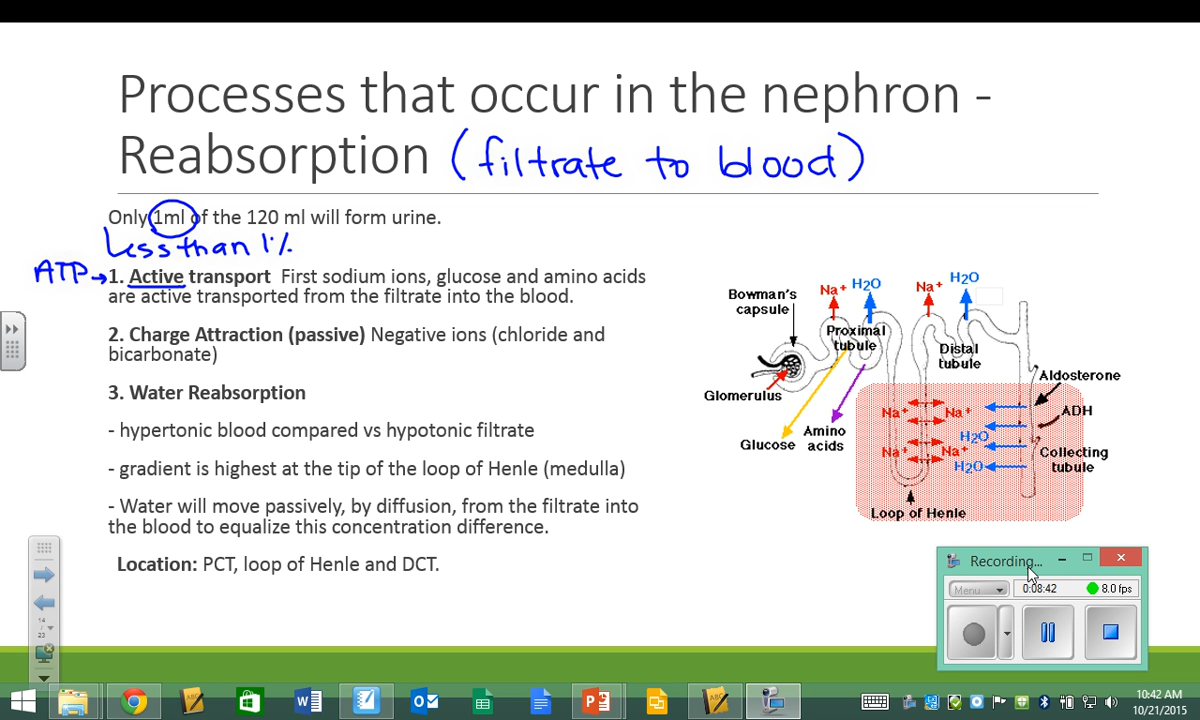 Processes that occur in the nephron -
Reabsorption (filtrate to blood)
Only 1ml of the 120 ml will form urine.
Less than 1%
ATP → 1. Active transport First sodium ions, glucose and amino acids
are active transported from the filtrate into the blood.
2. Charge Attraction (passive) Negative ions (chloride and
bicarbonate)
3. Water Reabsorption
- hypertonic blood compared vs hypotonic filtrate
- gradient is highest at the tip of the loop of Henle (medulla)
- Water will move passively, by diffusion, from the filtrate into
the blood to equalize this concentration difference.
Location: PCT, loop of Henle and DCT.
Bowman's
capsule
Na+
H2O
Na+
H2O
Proximal
tubule
Distal
tubule
Glomerulus
Glucose
Amino
acids
Aldosterone
ADH
Na+
Na+
H2O
Na+
Na+
H2O
Collecting
tubule
Loop of Henle
Recording...
Menu
0:08:42
8.0 fps
14
/
23
10:42 AM
10/21/2015